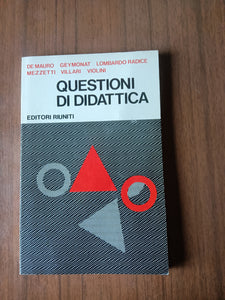 DE MAURO GEYMONAT LOMBARDO RADICE
MEZZETTI VILLARI VIOLINI
QUESTIONI
DI DIDATTICA
EDITORI RIUNITI